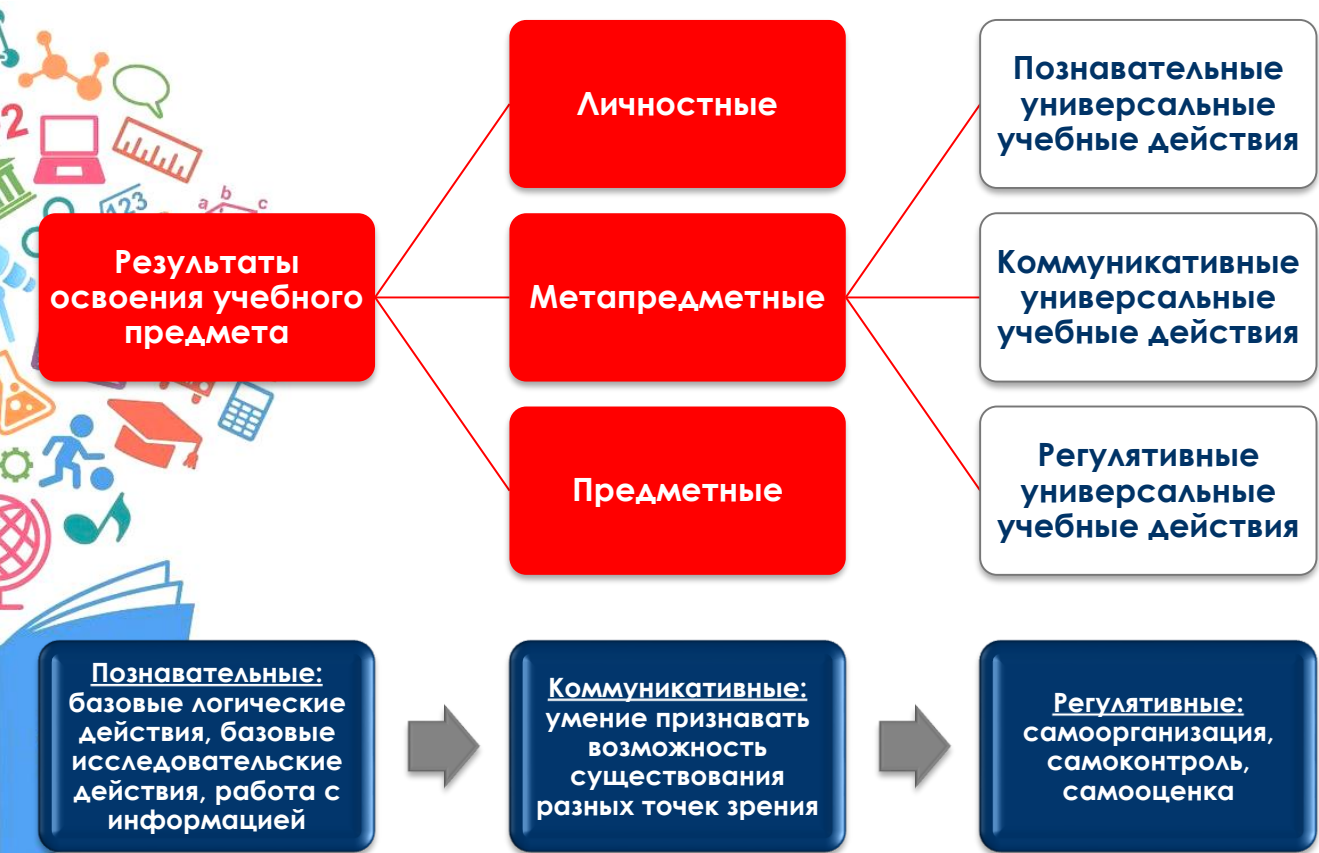 2
123
a b c
Результаты
освоения учебного
предмета
Личностные
Метапредметные
Предметные
Познавательные
универсальные
учебные действия
Коммуникативные
универсальные
учебные действия
Регулятивные
универсальные
учебные действия
Познавательные:
базовые логические
действия, базовые
исследовательские
действия, работа с
информацией
Коммуникативные:
умение признавать
возможность
существования
разных точек зрения
Регулятивные:
самоорганизация,
самоконтроль,
самооценка